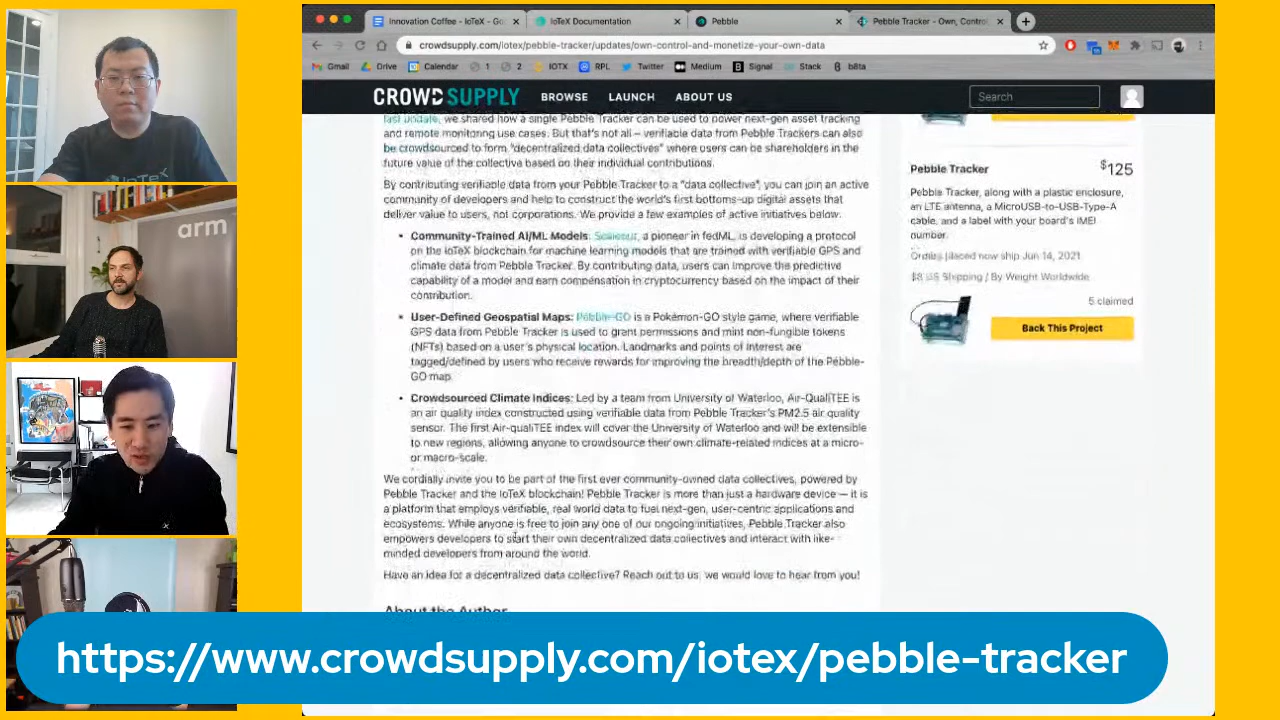 Innovation Coffee - IoTeX - Go
IoTeX Documentation
Pebble
Pebble Tracker - Own, Control,
crowdsupply.com/iotex/pebble-tracker/updates/own-control-and-monetize-your-own-data
Gmail Drive Calendar 1 2 IOTX RPL Twitter Medium Signal Stack b8ta
CROWD SUPPLY BROWSE LAUNCH ABOUT US Search
last update, we shared how a single Pebble Tracker can be used to power next-gen asset tracking
and remote monitoring use cases. But that's not all — verifiable data from Pebble Trackers can also
be crowdsourced to form "decentralized data collectives" where users can be shareholders in the
future value of the collective based on their individual contributions.
By contributing verifiable data from your Pebble Tracker to a "data collective", you can join an active
community of developers and help to construct the world's first bottoms-up digital assets that
deliver value to users, not corporations. We provide a few examples of active initiatives below.
• Community-Trained AI/ML Models: a pioneer in fedML, is developing a protocol
on the IoTeX blockchain for machine learning models that are trained with verifiable GPS and
climate data from Pebble Tracker. By contributing data, users can improve the predictive
capability of a model and earn compensation in cryptocurrency based on the impact of their
contribution.
• User-Defined Geospatial Maps: Pebble-GO is a Pokémon-GO style game, where verifiable
GPS data from Pebble Tracker is used to grant permissions and mint non-fungible tokens
(NFTs) based on a user's physical location. Landmarks and points of interest are
tagged/defined by users who receive rewards for improving the breadth/depth of the Pebble-
GO map.
• Crowdsourced Climate Indices: Led by a team from University of Waterloo, Air-QualiTEE is
an air quality index constructed using verifiable data from Pebble Tracker's PM2.5 air quality
sensor. The first Air-qualiTEE index will cover the University of Waterloo and will be extensible
to new regions, allowing anyone to crowdsource their own climate-related indices at a micro-
or macro-scale.
We cordially invite you to be part of the first ever community-owned data collectives, powered by
Pebble Tracker and the IoTeX blockchain! Pebble Tracker is more than just a hardware device — it is
a platform that employs verifiable, real world data to fuel next-gen, user-centric applications and
ecosystems. While anyone is free to join any one of our ongoing initiatives, Pebble Tracker also
empowers developers to start their own decentralized data collectives and interact with like-
minded developers from around the world.
Have an idea for a decentralized data collective? Reach out to us, we would love to hear from you!
About the Author
Pebble Tracker $125
Pebble Tracker, along with a plastic enclosure,
an LTE antenna, a MicroUSB-to-USB-Type-A
cable, and a label with your board's IMEI
number.
Orders placed now ship Jun 14, 2021
Shipping / By Weight Worldwide
5 claimed
Back This Project
arm
IoTeX
https://www.crowdsupply.com/iotex/pebble-tracker